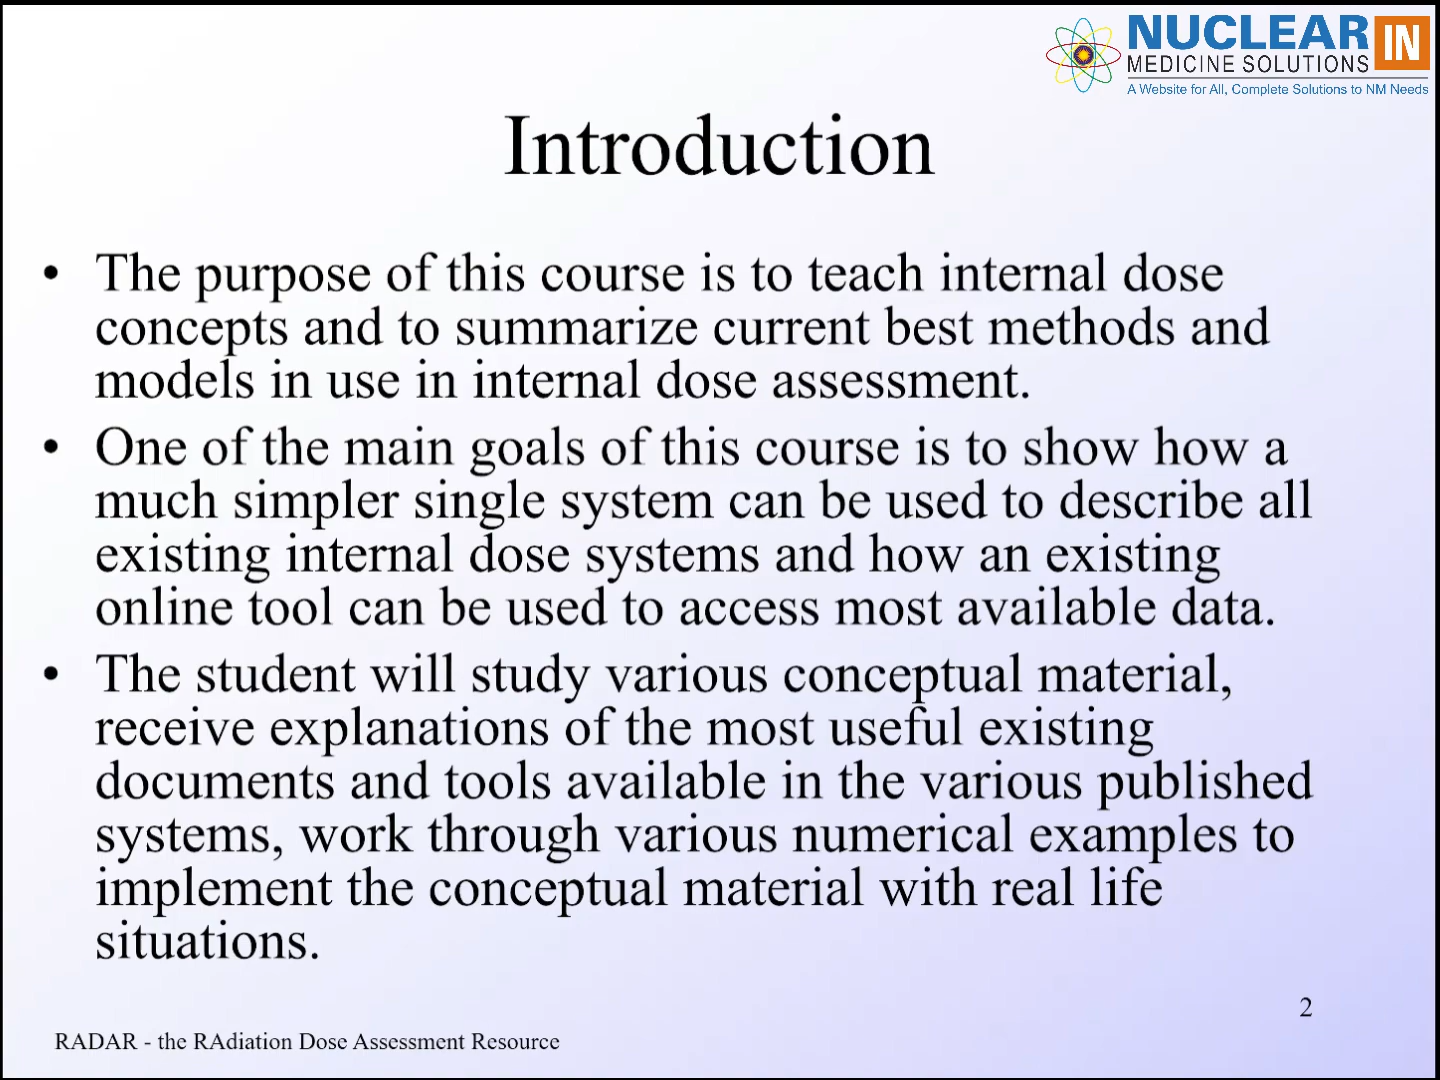 NUCLEAR IN
MEDICINE SOLUTIONS
A Website for All, Complete Solutions to NM Needs
Introduction
• The purpose of this course is to teach internal dose
concepts and to summarize current best methods and
models in use in internal dose assessment.
• One of the main goals of this course is to show how a
much simpler single system can be used to describe all
existing internal dose systems and how an existing
online tool can be used to access most available data.
• The student will study various conceptual material,
receive explanations of the most useful existing
documents and tools available in the various published
systems, work through various numerical examples to
implement the conceptual material with real life
situations.
2
RADAR - the RAdiation Dose Assessment Resource